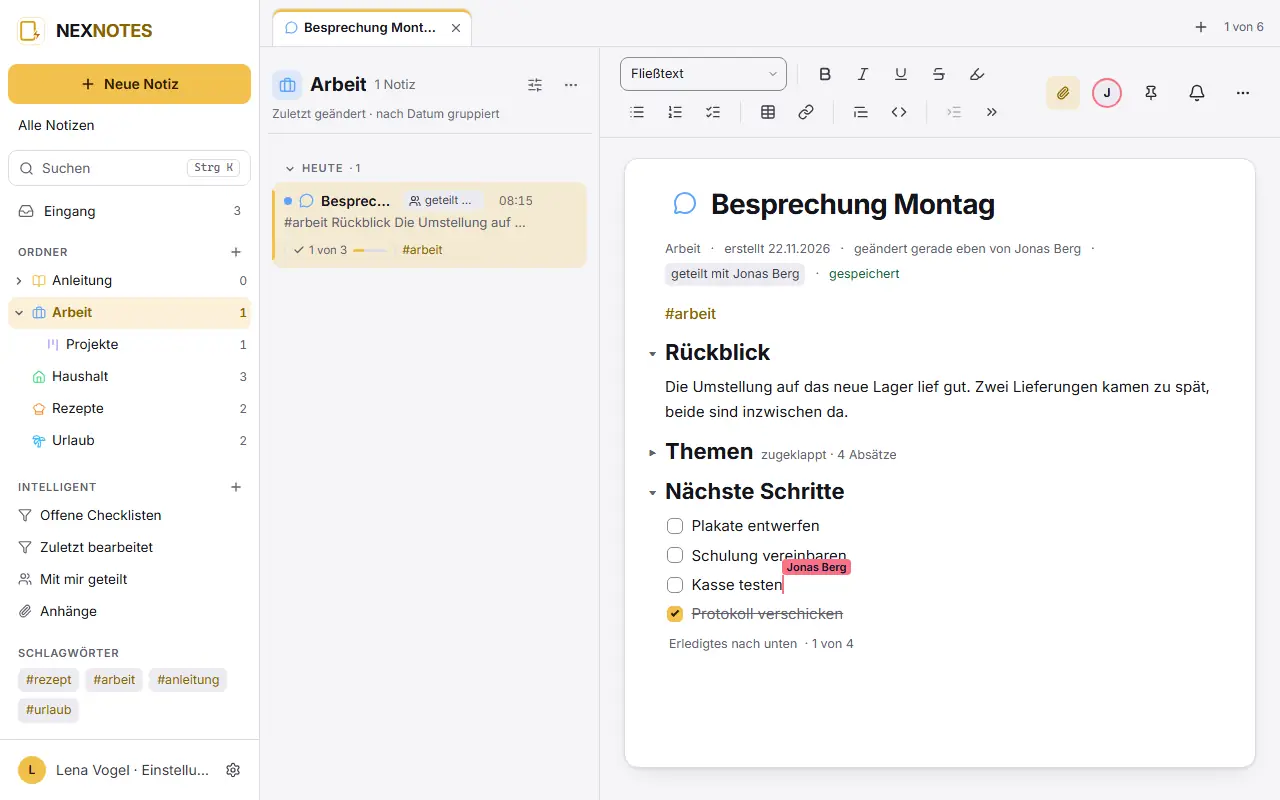 NEXNOTES
Neue Notiz
Alle Notizen
Suchen Strg K
Eingang 3
ORDNER
Anleitung 0
Arbeit 1
Projekte 1
Haushalt 3
Rezepte 2
Urlaub 2
INTELLIGENT
Offene Checklisten
Zuletzt bearbeitet
Mit mir geteilt
Anhänge
SCHLAGWÖRTER
#rezept #arbeit #anleitung
#urlaub
L Lena Vogel · Einstellu...
Besprechung Mont...
1 von 6
Arbeit 1 Notiz
Zuletzt geändert · nach Datum gruppiert
HEUTE · 1
Besprec... geteilt ... 08:15
#arbeit Rückblick Die Umstellung auf ...
1 von 3 #arbeit
Fließtext
J
Besprechung Montag
Arbeit · erstellt 22.11.2026 · geändert gerade eben von Jonas Berg ·
geteilt mit Jonas Berg · gespeichert
#arbeit
Rückblick
Die Umstellung auf das neue Lager lief gut. Zwei Lieferungen kamen zu spät,
beide sind inzwischen da.
Themen zugeklappt · 4 Absätze
Nächste Schritte
Plakate entwerfen
Schulung vereinbaren
Jonas Berg
Kasse testen
Protokoll verschicken
Erledigtes nach unten · 1 von 4